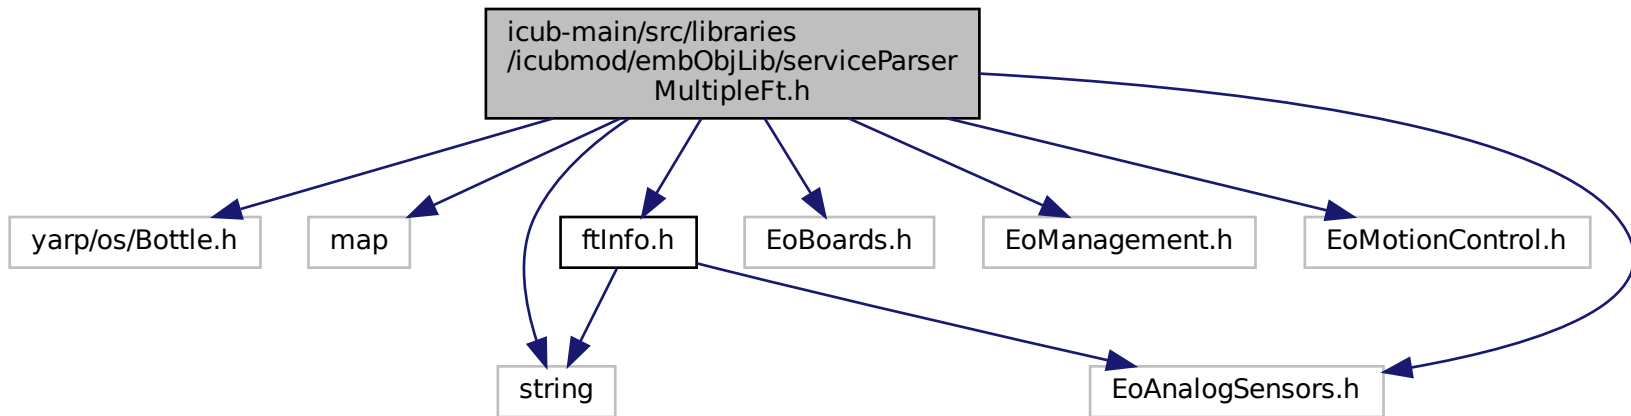 icub-main/src/libraries
/icubmod/embObjLib/serviceParser
MultipleFt.h
yarp/os/Bottle.h
map
ftInfo.h
EoBoards.h
EoManagement.h
EoMotionControl.h
string
EoAnalogSensors.h